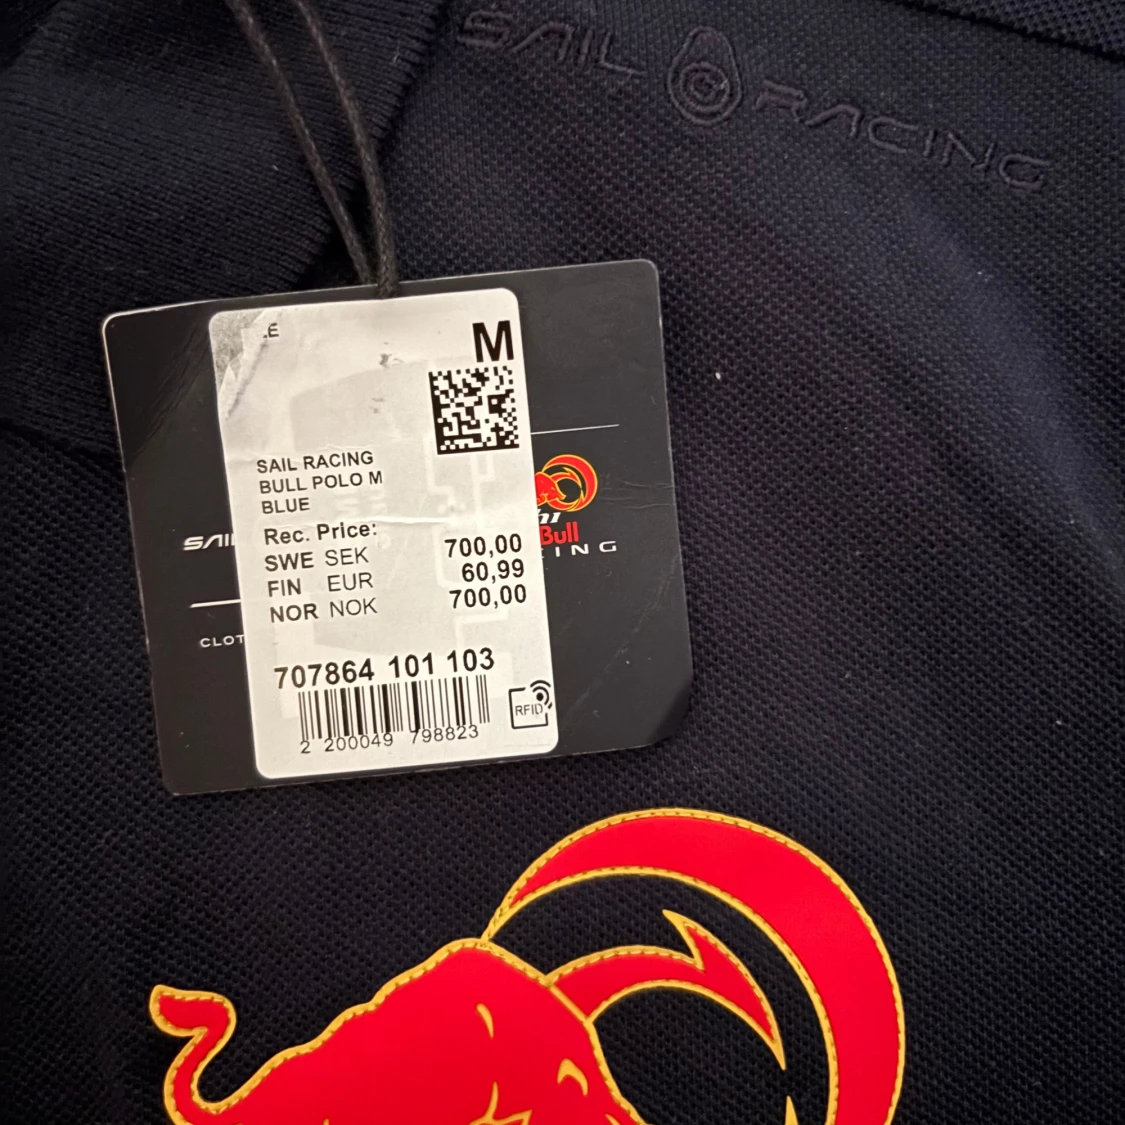 SAIL RACING
M
SAIL RACING
BULL POLO M
BLUE
Rec. Price:
SWE SEK 700,00
FIN EUR 60,99
NOR NOK 700,00
707864 101 103
RFID
2 200049 798823
Bull